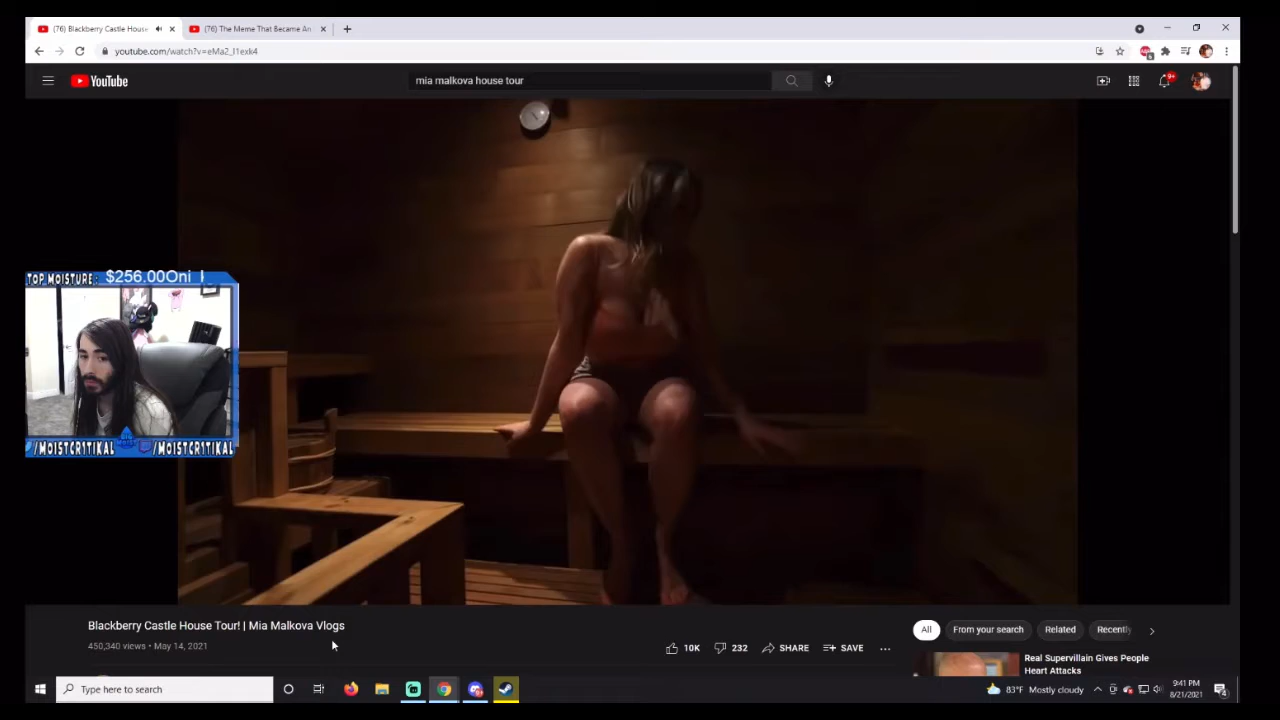 (76) Blackberry Castle House
(76) The Meme That Became An
youtube.com/watch?v=eMa2_I1exk4
YouTube
mia malkova house tour
9+
TOP MOISTURE : $256.00Oni
/MOISTCR1TIKAL /MOISTCR1TIKAL
Blackberry Castle House Tour! | Mia Malkova Vlogs
450,340 views • May 14, 2021
10K 232 SHARE SAVE
All From your search Related Recently
Real Supervillain Gives People
Heart Attacks
Type here to search
83°F Mostly cloudy
9:41 PM
8/21/2021